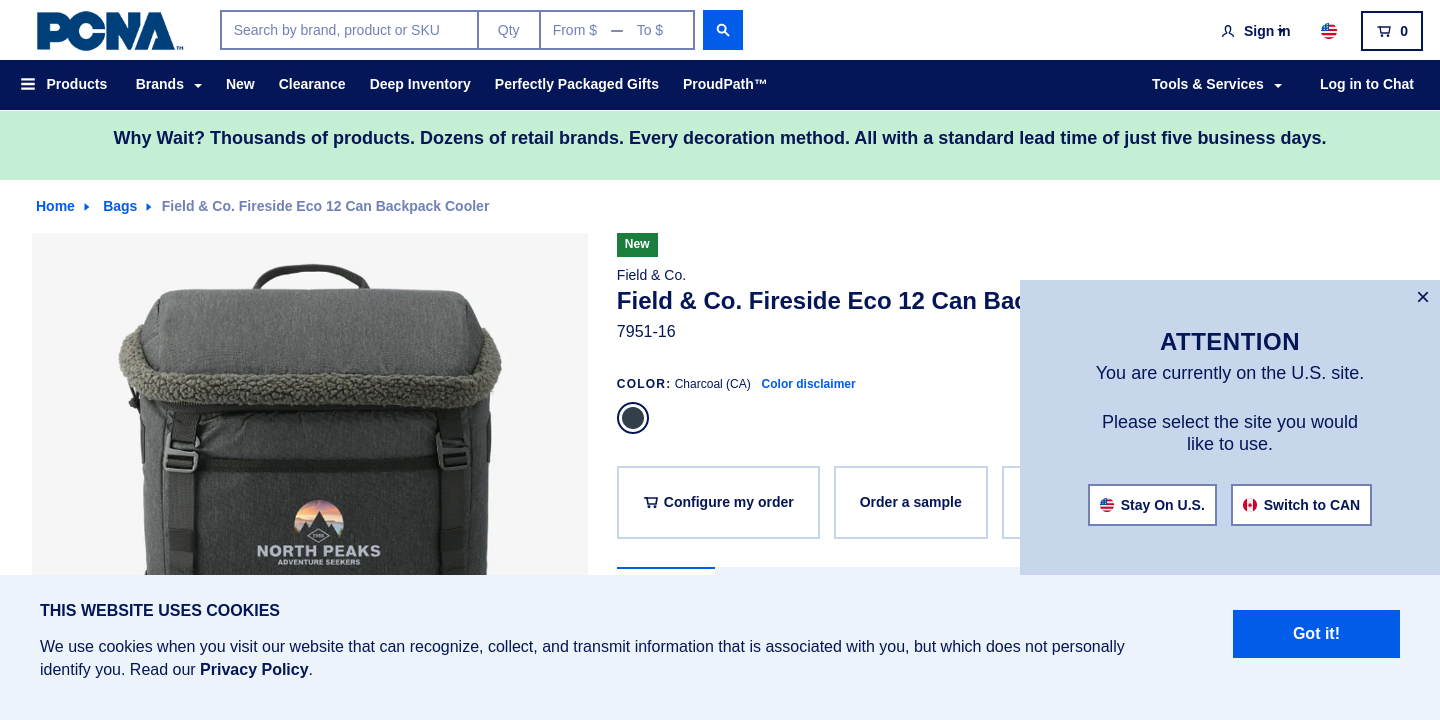 PCNA™
Search by brand, product or SKU
Qty
From $ — To $
Sign in
0
Products
Brands
New
Clearance
Deep Inventory
Perfectly Packaged Gifts
ProudPath™
Tools & Services
Log in to Chat
Why Wait? Thousands of products. Dozens of retail brands. Every decoration method. All with a standard lead time of just five business days.
Home
Bags
Field & Co. Fireside Eco 12 Can Backpack Cooler
NORTH PEAKS
ADVENTURE SEEKERS
New
Field & Co.
Field & Co. Fireside Eco 12 Can Bac
7951-16
COLOR: Charcoal (CA) Color disclaimer
Configure my order
Order a sample
×
ATTENTION
You are currently on the U.S. site.
Please select the site you would
like to use.
Stay On U.S.
Switch to CAN
THIS WEBSITE USES COOKIES
We use cookies when you visit our website that can recognize, collect, and transmit information that is associated with you, but which does not personally
identify you. Read our Privacy Policy.
Got it!